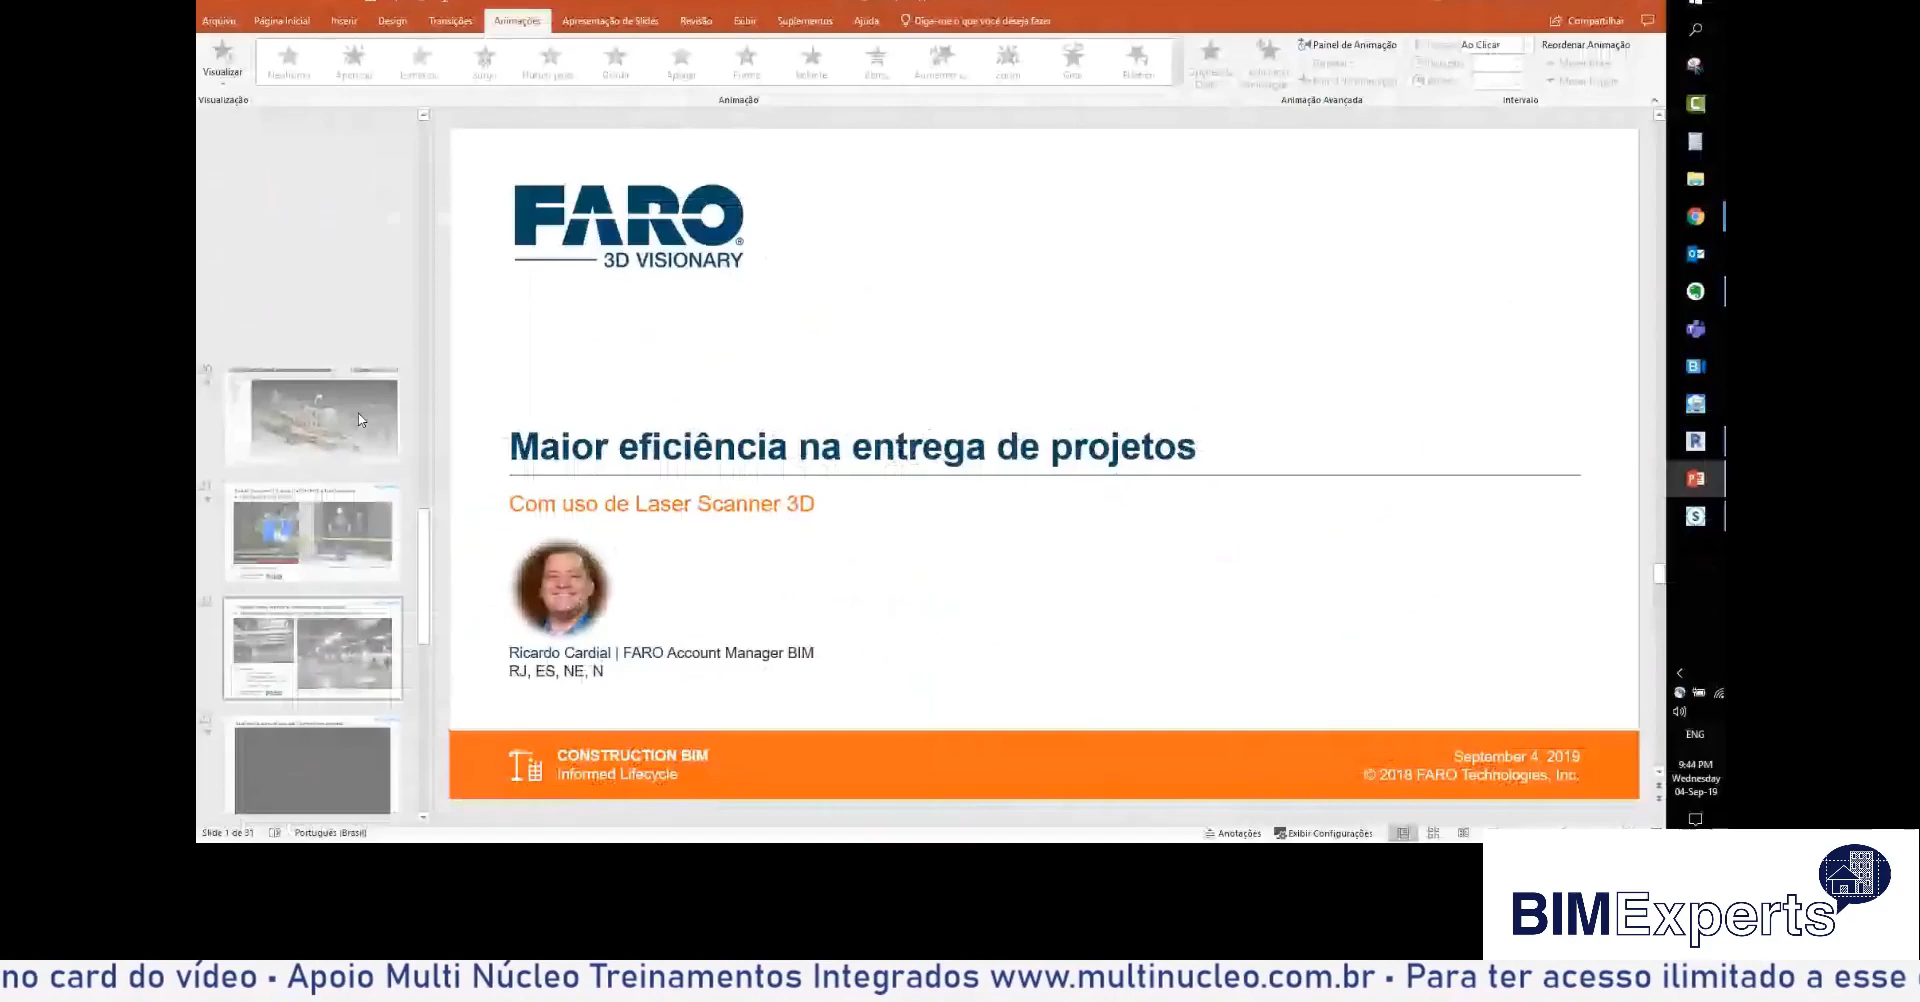 Arquivo Página Inicial Inserir Design Transições Animações Apresentação de Slides Revisão Exibir Suplementos Ajuda Diga-me o que você deseja fazer Compartilhar
Visualizar
Painel de Animação
Ao Clicar
Reordenar Animação
Visualização
Animação
Animação Avançada
Intervalo
FARO®
3D VISIONARY
Maior eficiência na entrega de projetos
Com uso de Laser Scanner 3D
Ricardo Cardial | FARO Account Manager BIM
RJ, ES, NE, N
CONSTRUCTION BIM
Informed Lifecycle
September 4, 2019
© 2018 FARO Technologies, Inc.
Slide 1 de 31 Português (Brasil)
Anotações Exibir Configurações
ENG
9:44 PM
Wednesday
04-Sep-19
BIMExperts
no card do vídeo • Apoio Multi Núcleo Treinamentos Integrados www.multinucleo.com.br • Para ter acesso ilimitado a esse